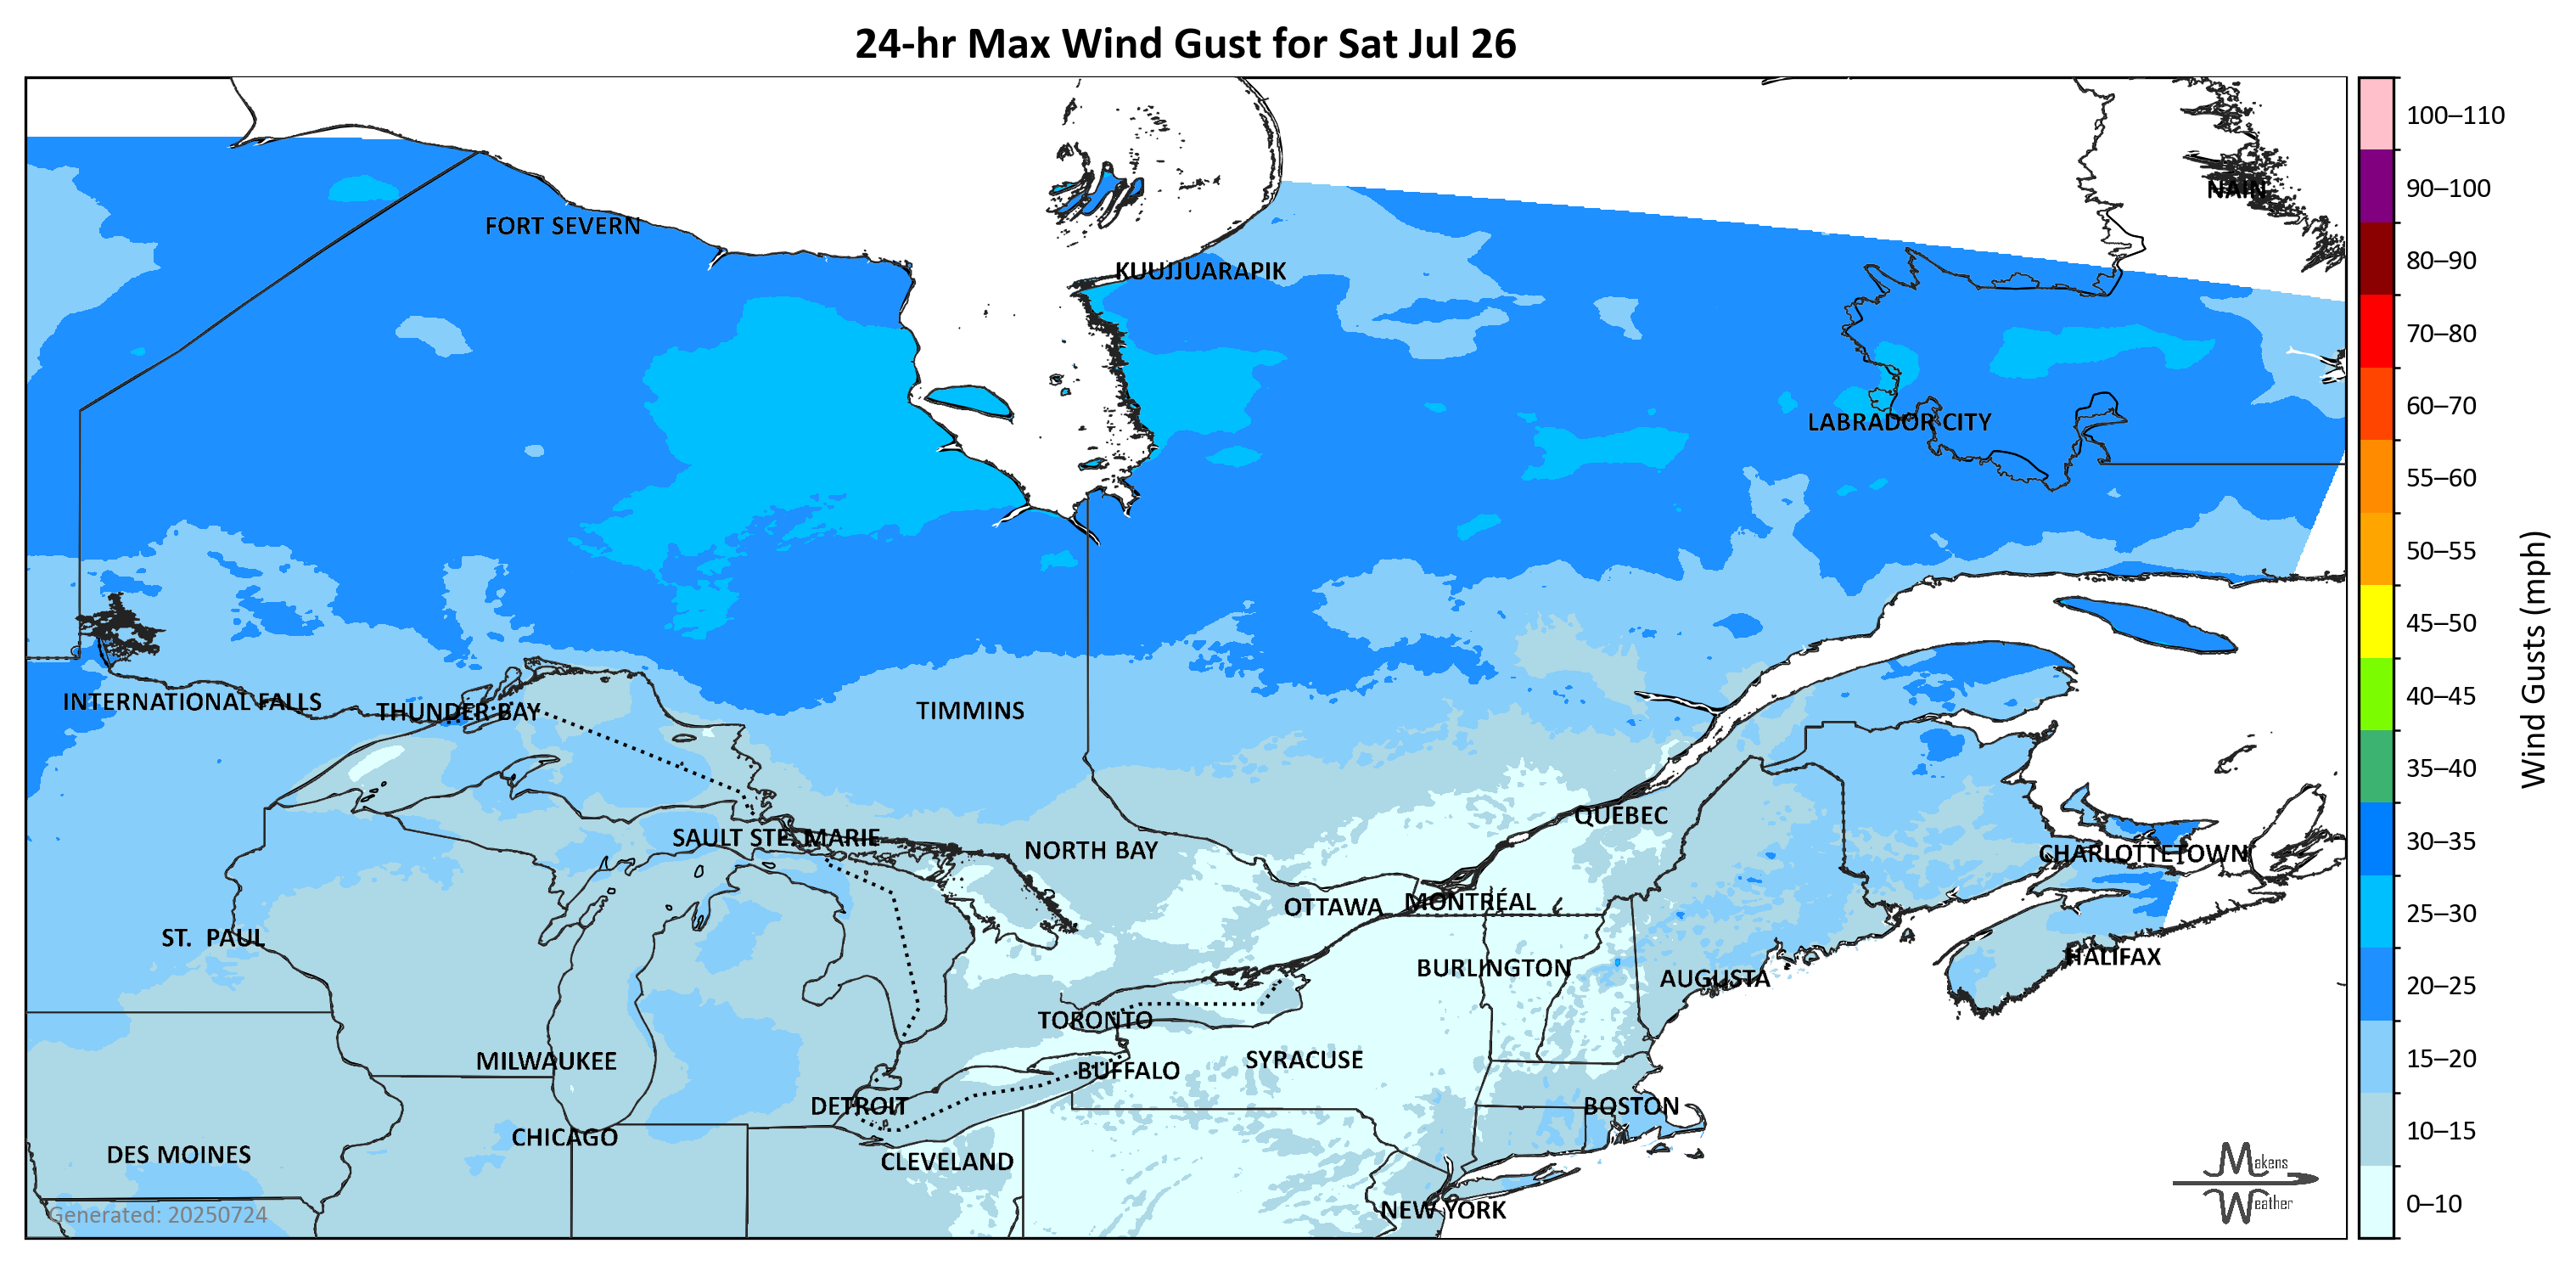 24-hr Max Wind Gust for Sat Jul 26
100–110
90–100
80–90
70–80
60–70
55–60
50–55
45–50
40–45
35–40
30–35
25–30
20–25
15–20
10–15
0–10
Wind Gusts (mph)
NAIN
FORT SEVERN
KUUJJUARAPIK
LABRADOR CITY
INTERNATIONAL FALLS
THUNDER BAY
TIMMINS
QUEBEC
SAULT STE. MARIE
NORTH BAY
CHARLOTTETOWN
OTTAWA
MONTRÉAL
ST. PAUL
HALIFAX
BURLINGTON
AUGUSTA
TORONTO
MILWAUKEE
SYRACUSE
BUFFALO
DETROIT
BOSTON
CHICAGO
DES MOINES
CLEVELAND
NEW YORK
Generated: 20250724
Makens
Weather